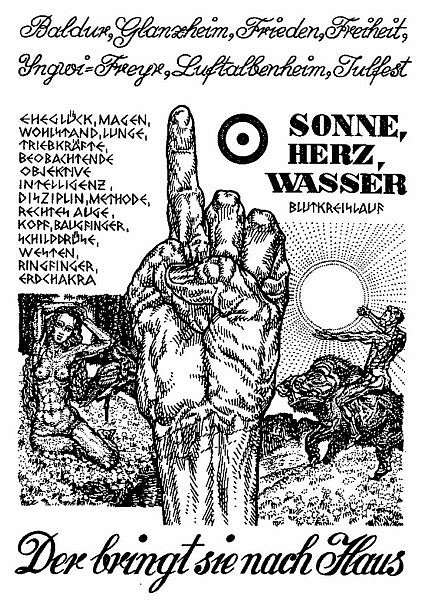 Baldur, Glanzheim, Frieden, Freiheit,
Yngwi=Freyr, Luftalbenheim, Julfest
EHEGLÜCK, MAGEN,
WOHLSTAND, LUNGE,
TRIEBKRÄFTE,
BEOBACHTENDE
OBJEKTIVE
INTELLIGENZ,
DISZIPLIN, METHODE,
RECHTES AUGE,
KOPF, BAUGFINGER,
SCHILDDRÜSE,
WESTEN,
RINGFINGER,
ERDCHAKRA
SONNE,
HERZ,
WASSER
BLUTKREISLAUF
Der bringt sie nach Haus